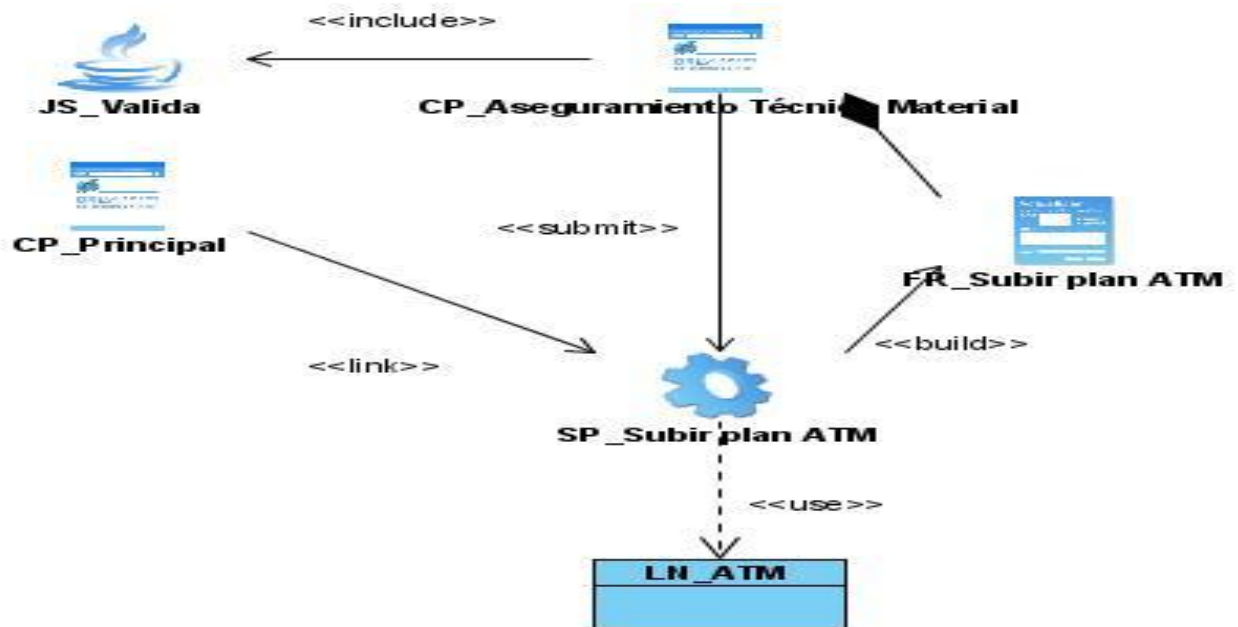 <<include>>
JS_Valida
CP_Aseguramiento Técnico Material
CP_Principal
<<submit>>
FR_Subir plan ATM
<<link>>
<<build>>
SP_Subir plan ATM
<<use>>
LN_ATM